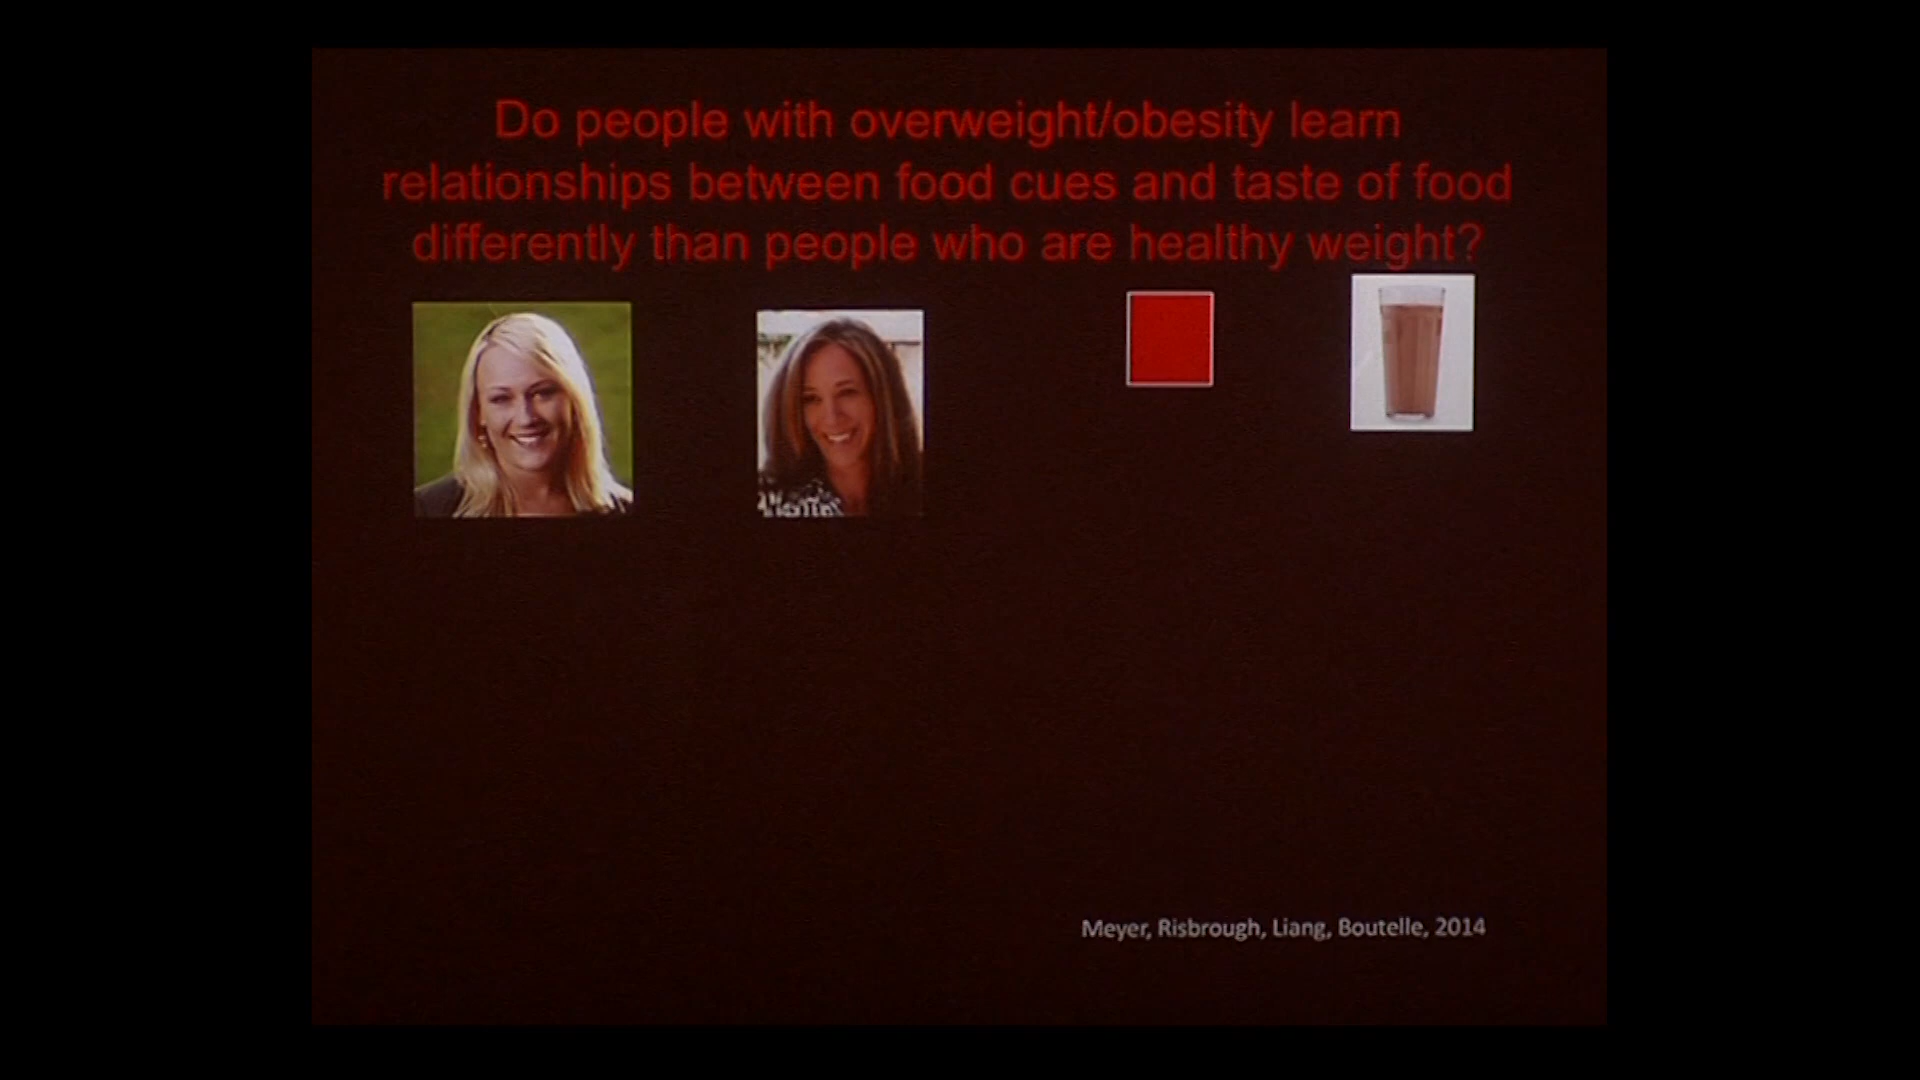 Do people with overweight/obesity learn
relationships between food cues and taste of food
differently than people who are healthy weight?
Meyer, Risbrough, Liang, Boutelle, 2014